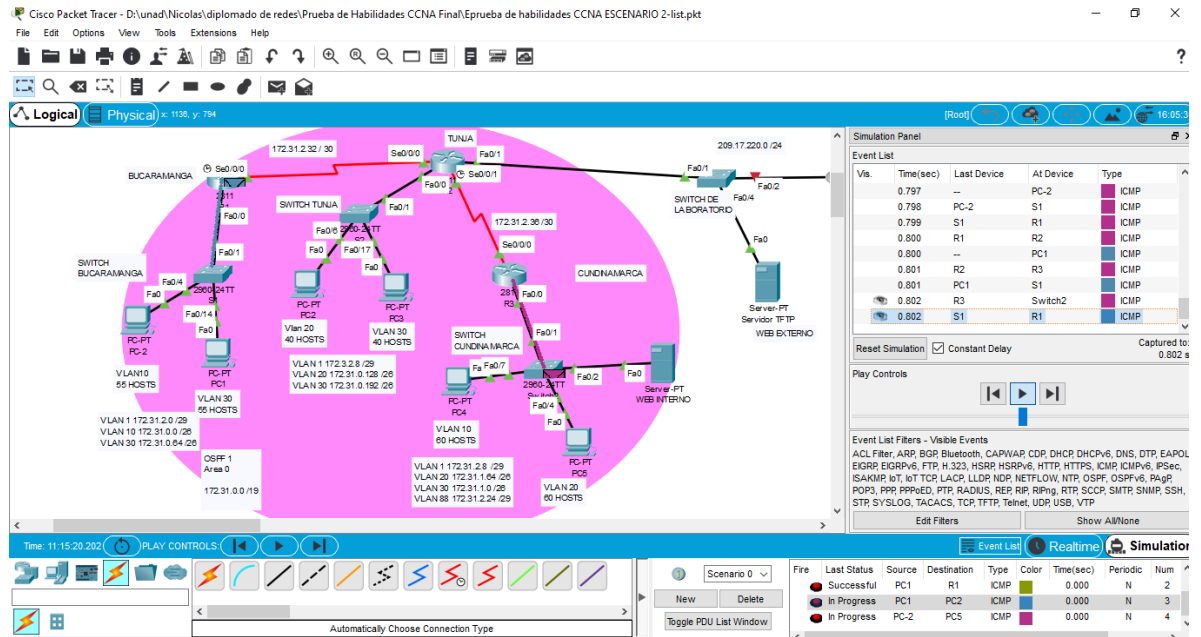 Cisco Packet Tracer - D:\unad\Nicolas\diplomado de redes\Prueba de Habilidades CCNA Final\Eprueba de habilidades CCNA ESCENARIO 2-list.pkt
File Edit Options View Tools Extensions Help
?
Logical Physical x: 1138, y: 794 [Root] 16:05:3
TUNJA
172.31.2.32 / 30
Se0/0/0
Fa0/1
209.17.220.0 /24
Se0/0/0
Se0/0/1
Fa0/0
BUCARAMANGA
2811
Fa0/1
Fa0/2
SWITCH DE
LABORATORIO
Fa0/4
Fa0/0
SWITCH TUNJA
Fa0/1
Fa0/6
2960-24TT
S2
Fa0/17
172.31.2.36 /30
Se0/0/0
Fa0
Fa0
Fa0/1
SWITCH
BUCARAMANGA
Fa0/4
2960-24TT
Fa0
Fa0/14
Fa0
PC-PT
PC-2
PC-PT
PC1
VLAN10
55 HOSTS
VLAN 30
55 HOSTS
PC-PT
PC2
PC-PT
PC3
Vlan 20
40 HOSTS
VLAN 30
40 HOSTS
VLAN 1 172.3.2.8 /29
VLAN 20 172.31.0.128 /26
VLAN 30 172.31.0.192 /26
CUNDINAMARCA
R3
Fa0/0
Fa0
Server-PT
Servidor TFTP
WEB EXTERNO
SWITCH
CUNDINAMARCA
Fa0/1
Fa0/7
2960-24TT
Fa0/2
Fa0
Server-PT
WEB INTERNO
PC-PT
PC4
Fa0/4
Fa0
VLAN 10
60 HOSTS
PC-PT
PC5
VLAN 20
60 HOSTS
VLAN 1 172.31.2.0 /29
VLAN 10 172.31.0.0 /26
VLAN 30 172.31.0.64 /26
OSPF 1
Area 0
172.31.0.0 /19
VLAN 1 172.31.2.8 /29
VLAN 20 172.31.1.64 /26
VLAN 30 172.31.1.0 /26
VLAN 88 172.31.2.24 /29
Simulation Panel
Event List
Vis. Time(sec) Last Device At Device Type
0.797 -- PC-2 ICMP
0.798 PC-2 S1 ICMP
0.799 S1 R1 ICMP
0.800 R1 R2 ICMP
0.800 -- PC1 ICMP
0.801 R2 R3 ICMP
0.801 PC1 S1 ICMP
0.802 R3 Switch2 ICMP
0.802 S1 R1 ICMP
Reset Simulation Constant Delay Captured to:
0.802 s
Play Controls
Event List Filters - Visible Events
ACL Filter, ARP, BGP, Bluetooth, CAPWAP, CDP, DHCP, DHCPv6, DNS, DTP, EAPOL,
EIGRP, EIGRPv6, FTP, H.323, HSRP, HSRPv6, HTTP, HTTPS, ICMP, ICMPv6, IPSec,
ISAKMP, IoT, IoT TCP, LACP, LLDP, NDP, NETFLOW, NTP, OSPF, OSPFv6, PAgP,
POP3, PPP, PPPoED, PTP, RADIUS, REP, RIP, RIPng, RTP, SCCP, SMTP, SNMP, SSH,
STP, SYSLOG, TACACS, TCP, TFTP, Telnet, UDP, USB, VTP
Edit Filters Show All/None
Time: 11:15:20.202 PLAY CONTROLS: Event List Realtime Simulation
Automatically Choose Connection Type
Scenario 0
New Delete
Toggle PDU List Window
Fire Last Status Source Destination Type Color Time(sec) Periodic Num
Successful PC1 R1 ICMP 0.000 N 2
In Progress PC1 PC2 ICMP 0.000 N 3
In Progress PC-2 PC5 ICMP 0.000 N 4